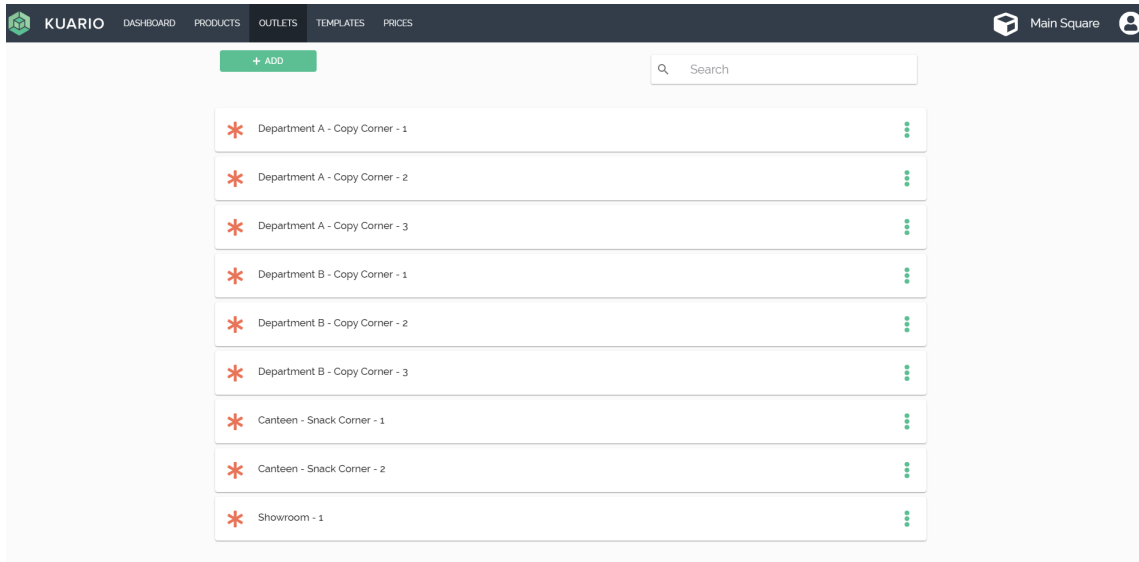 KUARIO DASHBOARD PRODUCTS OUTLETS TEMPLATES PRICES Main Square
+ ADD
Search
Department A - Copy Corner - 1
Department A - Copy Corner - 2
Department A - Copy Corner - 3
Department B - Copy Corner - 1
Department B - Copy Corner - 2
Department B - Copy Corner - 3
Canteen - Snack Corner - 1
Canteen - Snack Corner - 2
Showroom - 1